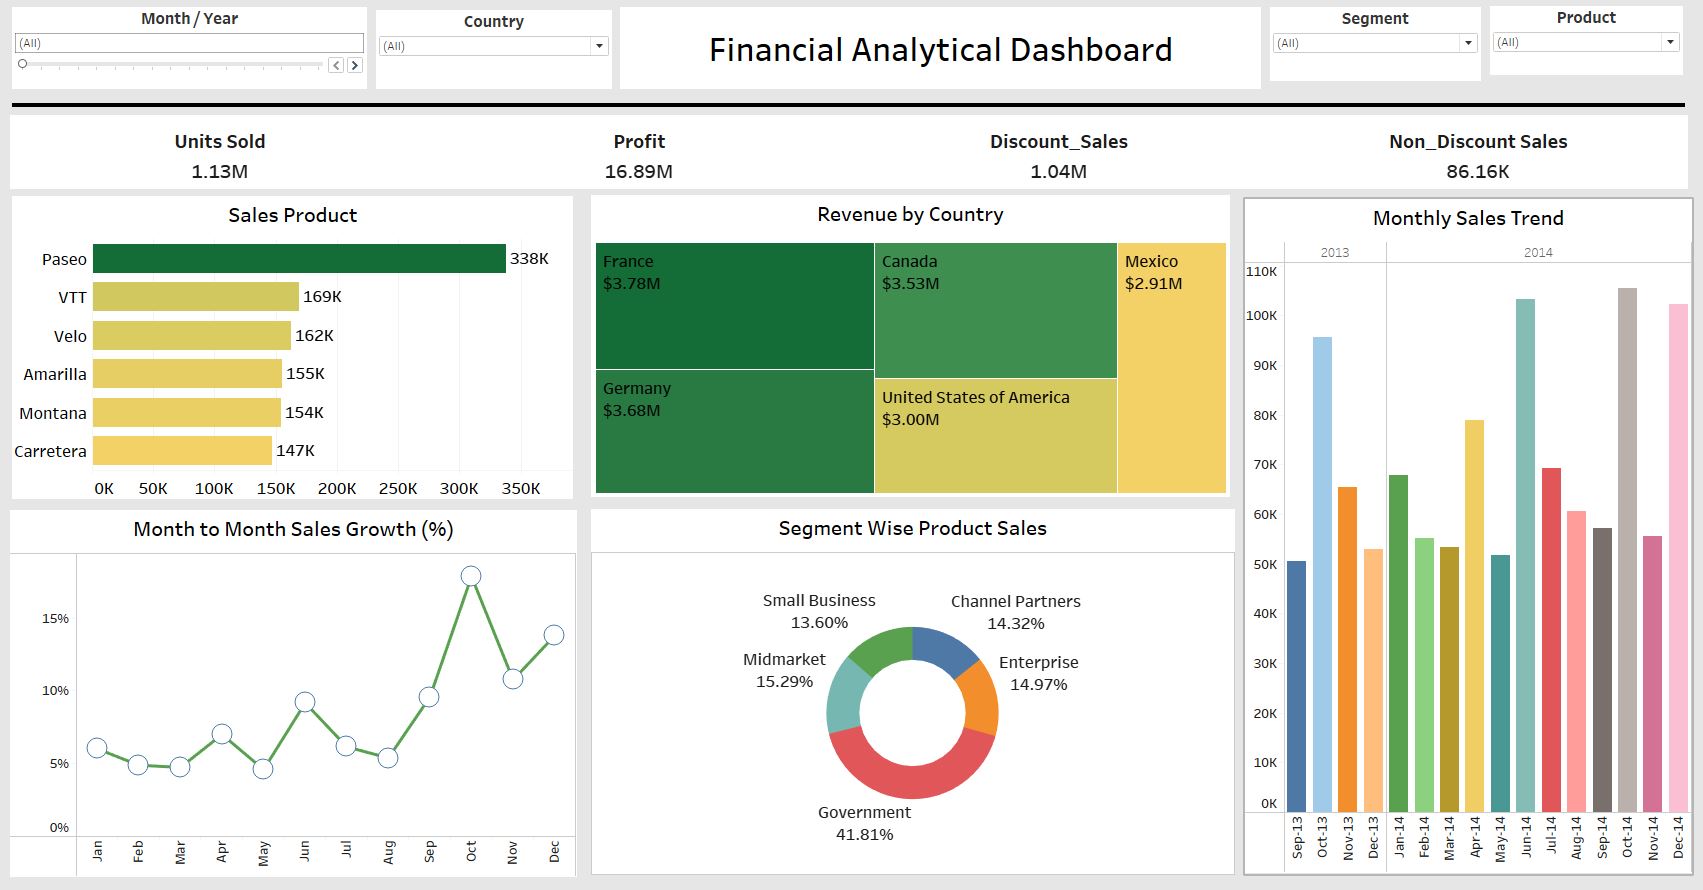 Month / Year
(All)
Country
(All)
Financial Analytical Dashboard
Segment
(All)
Product
(All)
Units Sold
1.13M
Profit
16.89M
Discount_Sales
1.04M
Non_Discount Sales
86.16K
Sales Product
Paseo 338K
VTT 169K
Velo 162K
Amarilla 155K
Montana 154K
Carretera 147K
0K 50K 100K 150K 200K 250K 300K 350K
Revenue by Country
France
$3.78M
Germany
$3.68M
Canada
$3.53M
United States of America
$3.00M
Mexico
$2.91M
Monthly Sales Trend
2013 2014
110K
100K
90K
80K
70K
60K
50K
40K
30K
20K
10K
0K
Sep-13 Oct-13 Nov-13 Dec-13 Jan-14 Feb-14 Mar-14 Apr-14 May-14 Jun-14 Jul-14 Aug-14 Sep-14 Oct-14 Nov-14 Dec-14
Month to Month Sales Growth (%)
15%
10%
5%
0%
Jan Feb Mar Apr May Jun Jul Aug Sep Oct Nov Dec
Segment Wise Product Sales
Small Business
13.60%
Channel Partners
14.32%
Midmarket
15.29%
Enterprise
14.97%
Government
41.81%